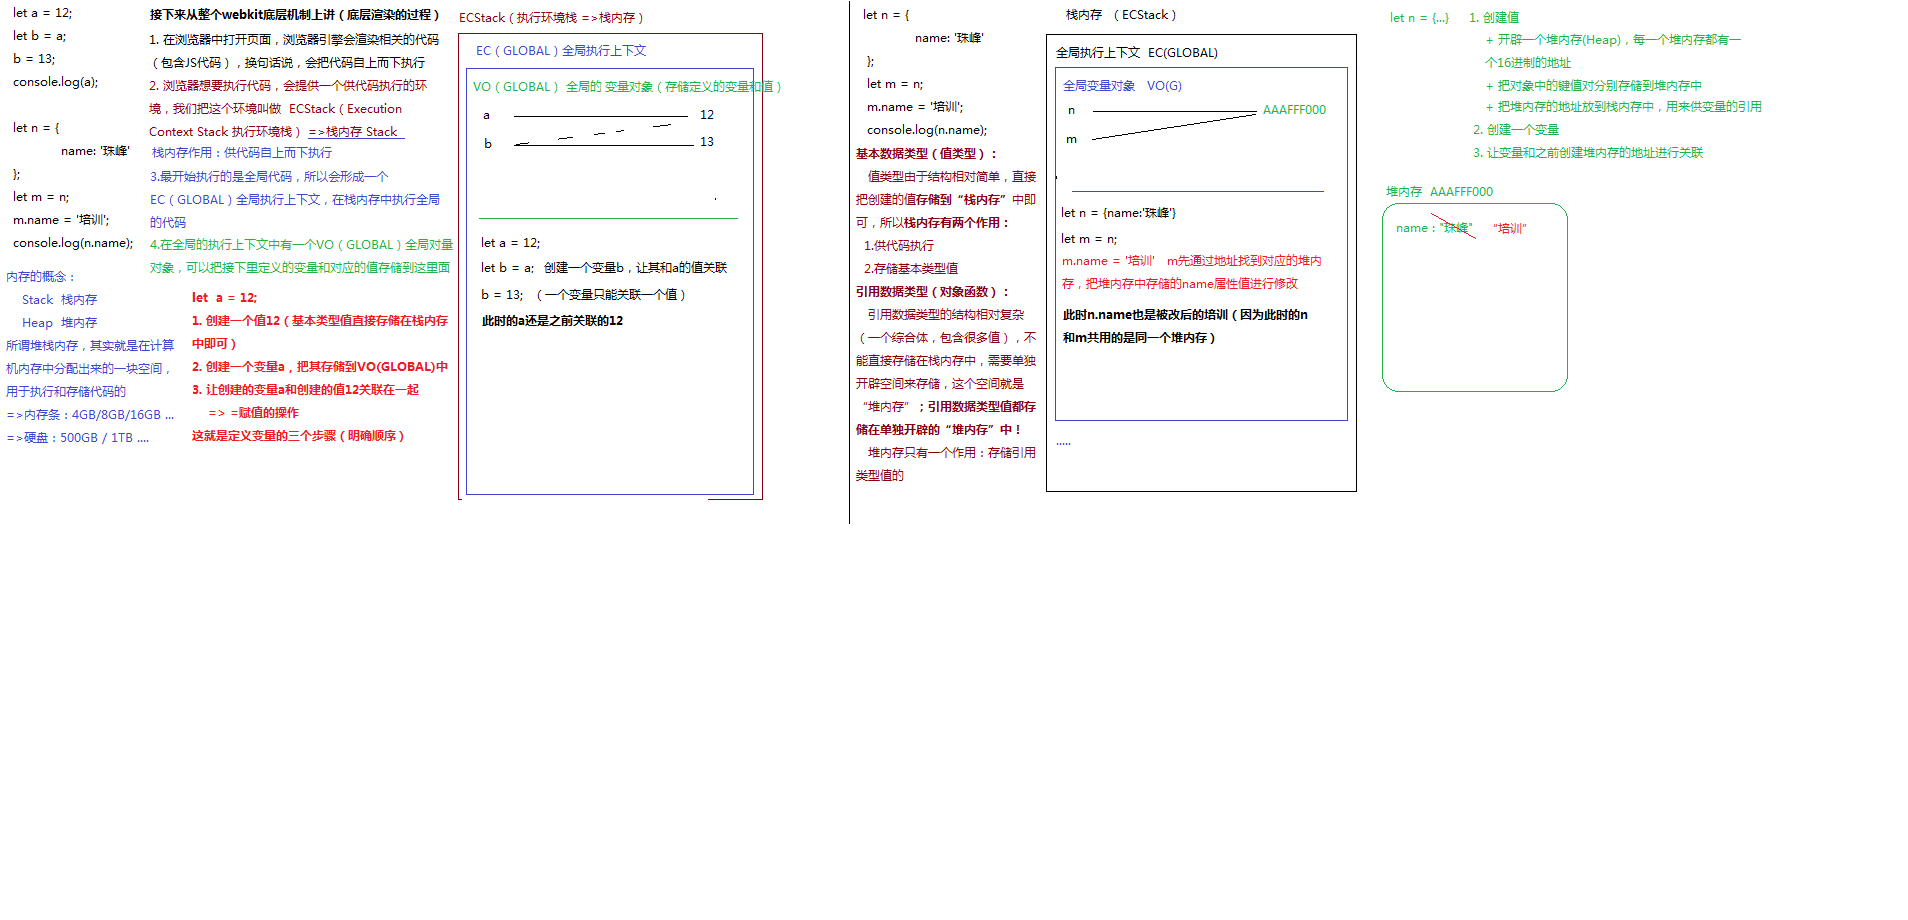 let a = 12;
let b = a;
b = 13;
console.log(a);
let n = {
name: '珠峰'
};
let m = n;
m.name = '培训';
console.log(n.name);
内存的概念：
Stack 栈内存
Heap 堆内存
所谓堆栈内存，其实就是在计算
机内存中分配出来的一块空间，
用于执行和存储代码的
=>内存条：4GB/8GB/16GB ...
=>硬盘：500GB / 1TB ....
接下来从整个webkit底层机制上讲（底层渲染的过程）
1. 在浏览器中打开页面，浏览器引擎会渲染相关的代码
（包含JS代码），换句话说，会把代码自上而下执行
2. 浏览器想要执行代码，会提供一个供代码执行的环
境，我们把这个环境叫做 ECStack（Execution
Context Stack 执行环境栈） =>栈内存 Stack
栈内存作用：供代码自上而下执行
3.最开始执行的是全局代码，所以会形成一个
EC（GLOBAL）全局执行上下文，在栈内存中执行全局
的代码
4.在全局的执行上下文中有一个VO（GLOBAL）全局对量
对象，可以把接下里定义的变量和对应的值存储到这里面
let a = 12;
1. 创建一个值12（基本类型值直接存储在栈内存
中即可）
2. 创建一个变量a，把其存储到VO(GLOBAL)中
3. 让创建的变量a和创建的值12关联在一起
=> =赋值的操作
这就是定义变量的三个步骤（明确顺序）
ECStack（执行环境栈 =>栈内存）
EC（GLOBAL）全局执行上下文
VO（GLOBAL） 全局的 变量对象（存储定义的变量和值）
a 12
b 13
let a = 12;
let b = a; 创建一个变量b，让其和a的值关联
b = 13; （一个变量只能关联一个值）
此时的a还是之前关联的12
let n = {
name: '珠峰'
};
let m = n;
m.name = '培训';
console.log(n.name);
基本数据类型（值类型）：
值类型由于结构相对简单，直接
把创建的值存储到“栈内存”中即
可，所以栈内存有两个作用：
1.供代码执行
2.存储基本类型值
引用数据类型（对象函数）：
引用数据类型的结构相对复杂
（一个综合体，包含很多值），不
能直接存储在栈内存中，需要单独
开辟空间来存储，这个空间就是
“堆内存”；引用数据类型值都存
储在单独开辟的“堆内存”中！
堆内存只有一个作用：存储引用
类型值的
栈内存 （ECStack）
全局执行上下文 EC(GLOBAL)
全局变量对象 VO(G)
n AAAFFF000
m
let n = {name:'珠峰'}
let m = n;
m.name = '培训' m先通过地址找到对应的堆内
存，把堆内存中存储的name属性值进行修改
此时n.name也是被改后的培训（因为此时的n
和m共用的是同一个堆内存）
.....
let n = {...} 1. 创建值
+ 开辟一个堆内存(Heap)，每一个堆内存都有一
个16进制的地址
+ 把对象中的键值对分别存储到堆内存中
+ 把堆内存的地址放到栈内存中，用来供变量的引用
2. 创建一个变量
3. 让变量和之前创建堆内存的地址进行关联
堆内存 AAAFFF000
name："珠峰" “培训”